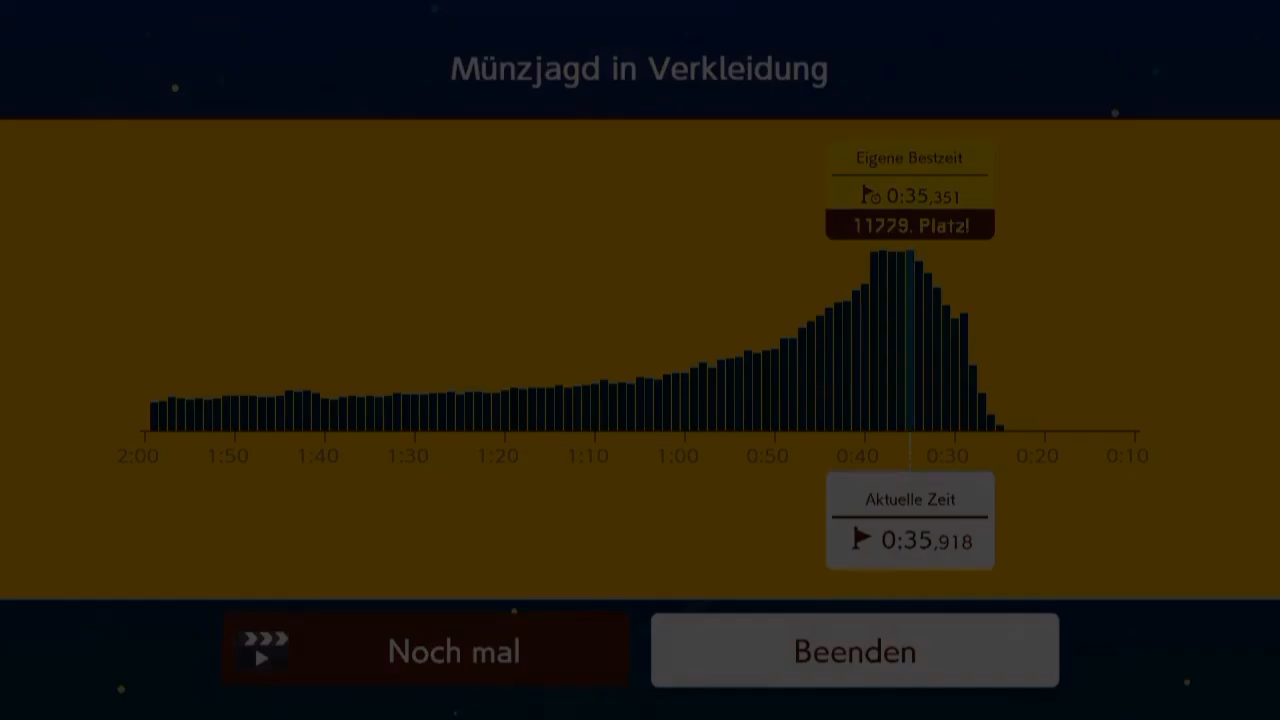 Münzjagd in Verkleidung
Eigene Bestzeit
0:35,351
11779. Platz!
2:00 1:50 1:40 1:30 1:20 1:10 1:00 0:50 0:40 0:30 0:20 0:10
Aktuelle Zeit
0:35,918
Noch mal
Beenden